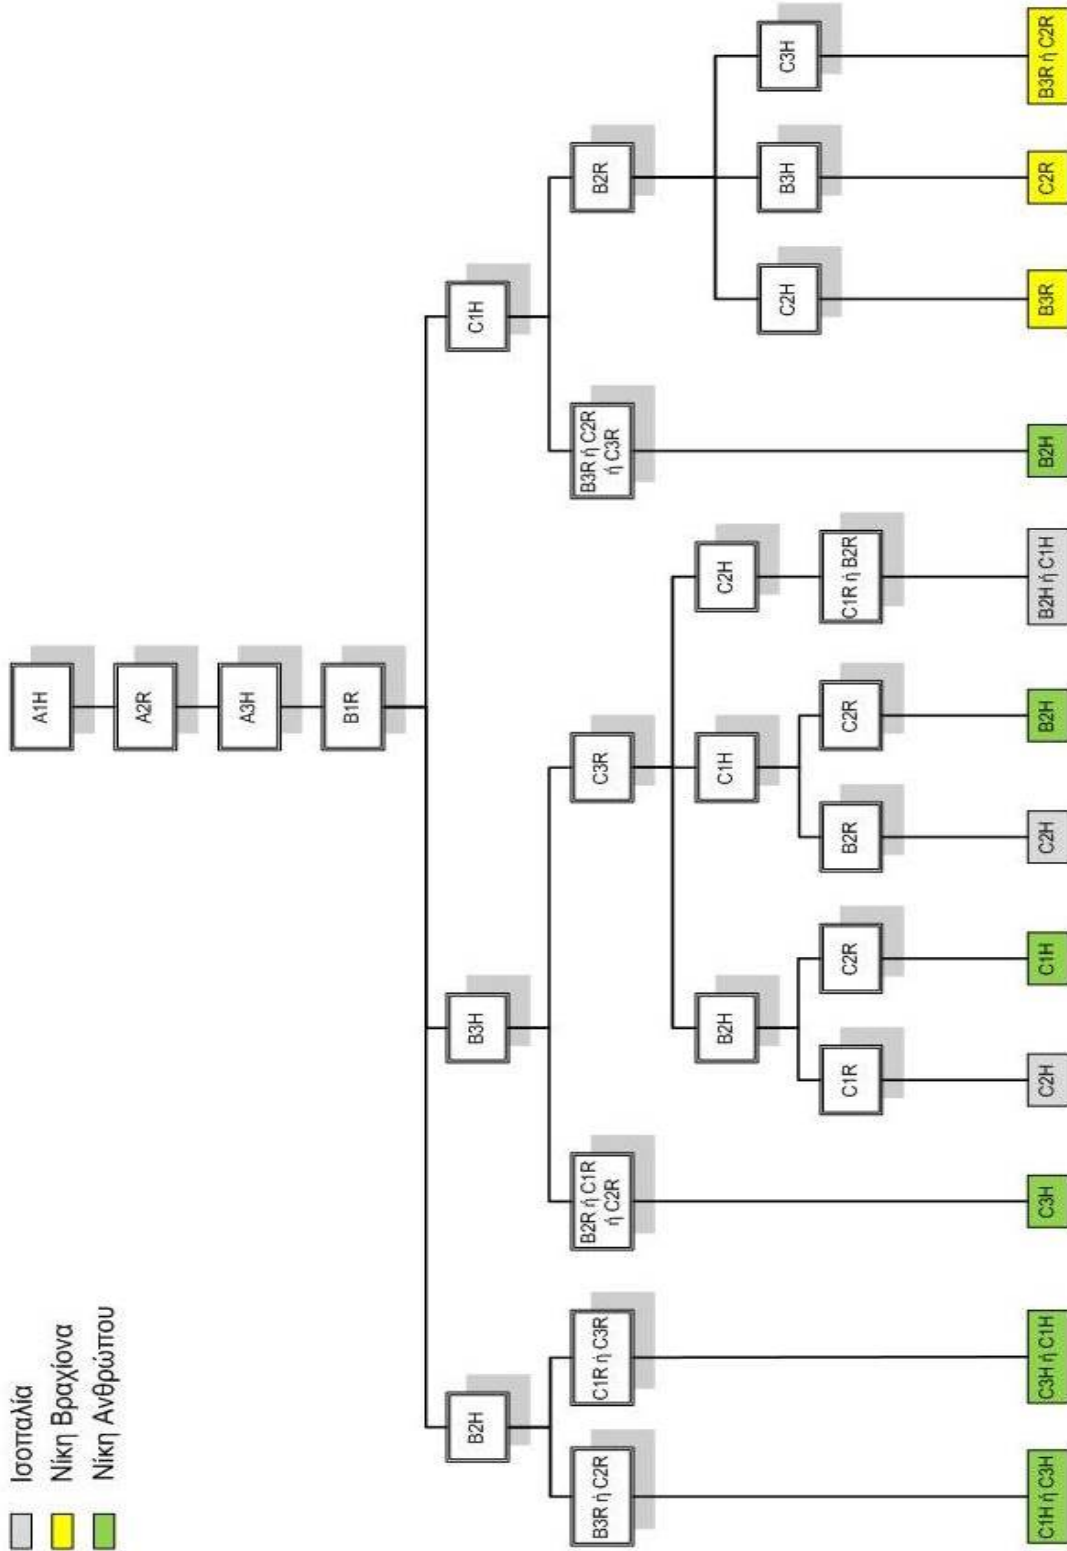 Ισοπαλία
Νίκη Βραχίονα
Νίκη Ανθρώπου
A1H
A2R
A3H
B1R
B2H
B3H
C1H
B3R ή C2R
C1R ή C3R
B2R ή C1R
ή C2R
C3R
B3R ή C2R
ή C3R
B2R
B2H
C1H
C2H
C2H
B3H
C3H
C1R
C2R
B2R
C2R
C1R ή B2R
C1H ή C3H
C3H ή C1H
C3H
C2H
C1H
C2H
B2H
B2H ή C1H
B2H
B3R
C2R
B3R ή C2R